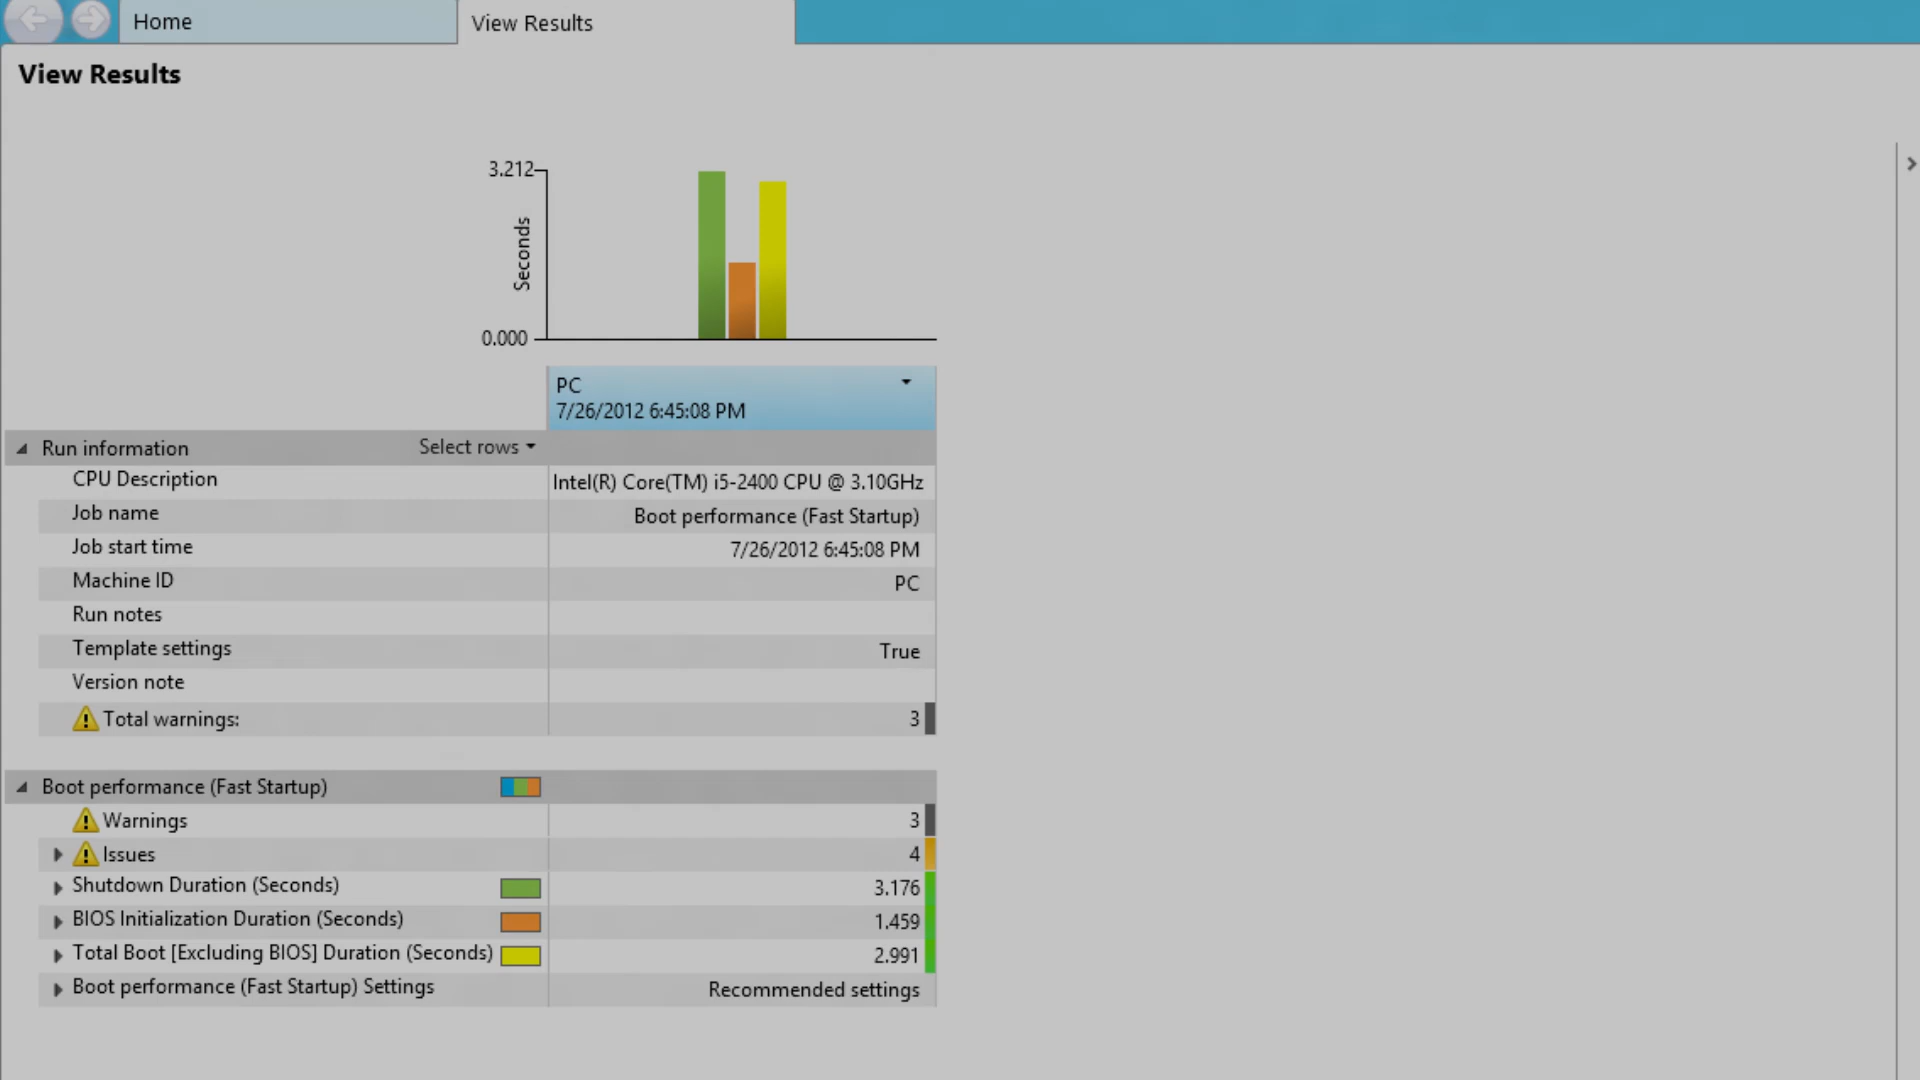 Home
View Results
View Results
3.212
Seconds
0.000
PC
7/26/2012 6:45:08 PM
Run information Select rows
CPU Description Intel(R) Core(TM) i5-2400 CPU @ 3.10GHz
Job name Boot performance (Fast Startup)
Job start time 7/26/2012 6:45:08 PM
Machine ID PC
Run notes
Template settings True
Version note
Total warnings: 3
Boot performance (Fast Startup)
Warnings 3
Issues 4
Shutdown Duration (Seconds) 3.176
BIOS Initialization Duration (Seconds) 1.459
Total Boot [Excluding BIOS] Duration (Seconds) 2.991
Boot performance (Fast Startup) Settings Recommended settings